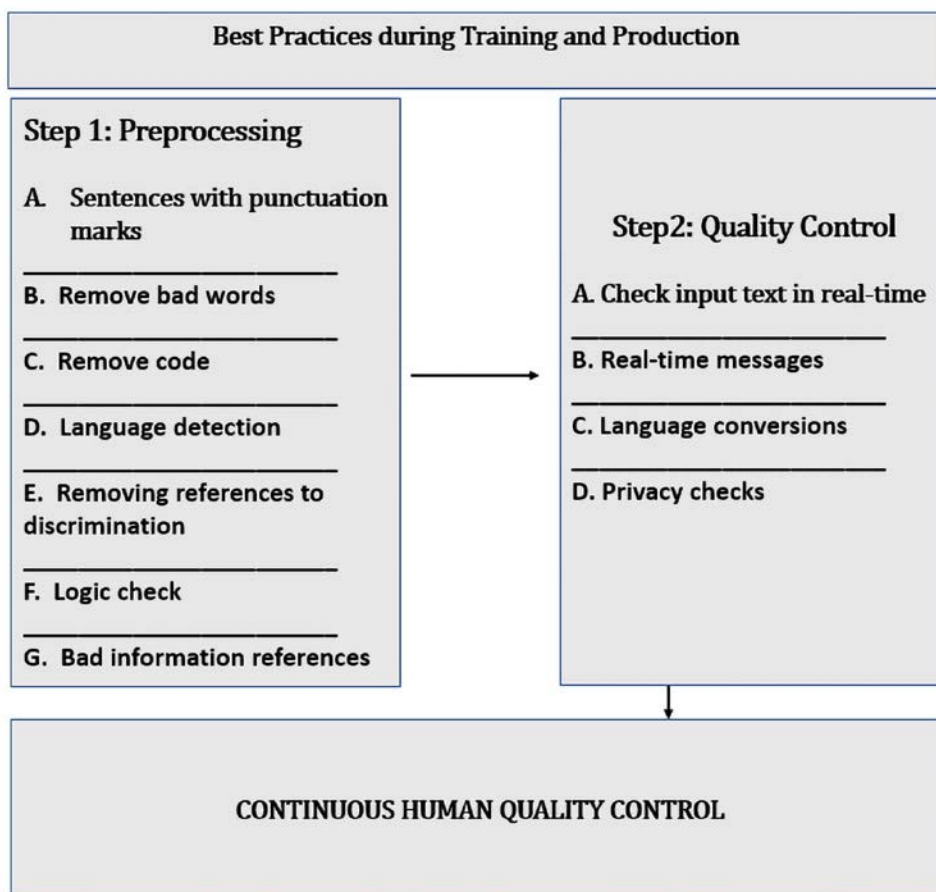 Best Practices during Training and Production
Step 1: Preprocessing
A. Sentences with punctuation
marks
B. Remove bad words
C. Remove code
D. Language detection
E. Removing references to
discrimination
F. Logic check
G. Bad information references
Step2: Quality Control
A. Check input text in real-time
B. Real-time messages
C. Language conversions
D. Privacy checks
CONTINUOUS HUMAN QUALITY CONTROL